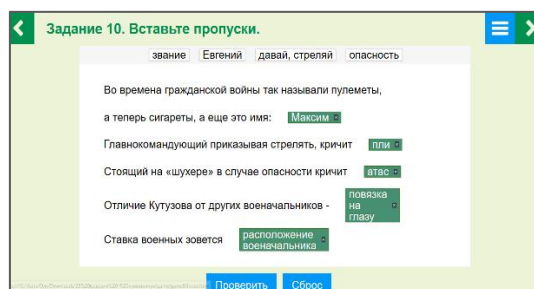 Задание 10. Вставьте пропуски.
звание Евгений давай, стреляй опасность
Во времена гражданской войны так называли пулеметы,
а теперь сигареты, а еще это имя: Максим
Главнокомандующий приказывая стрелять, кричит пли
Стоящий на «шухере» в случае опасности кричит атас
Отличие Кутузова от других военачальников - повязка на глазу
Ставка военных зовется расположение военачальника
Проверить Сброс